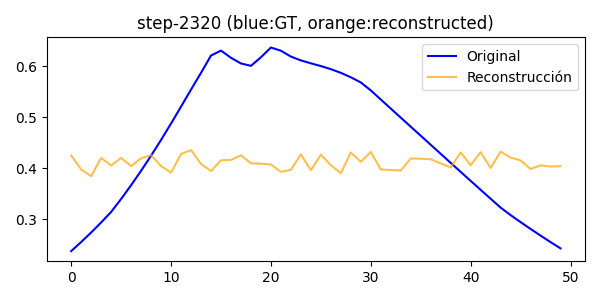 step-2320 (blue:GT, orange:reconstructed)
Original
Reconstrucción
0.6
0.5
0.4
0.3
0 10 20 30 40 50